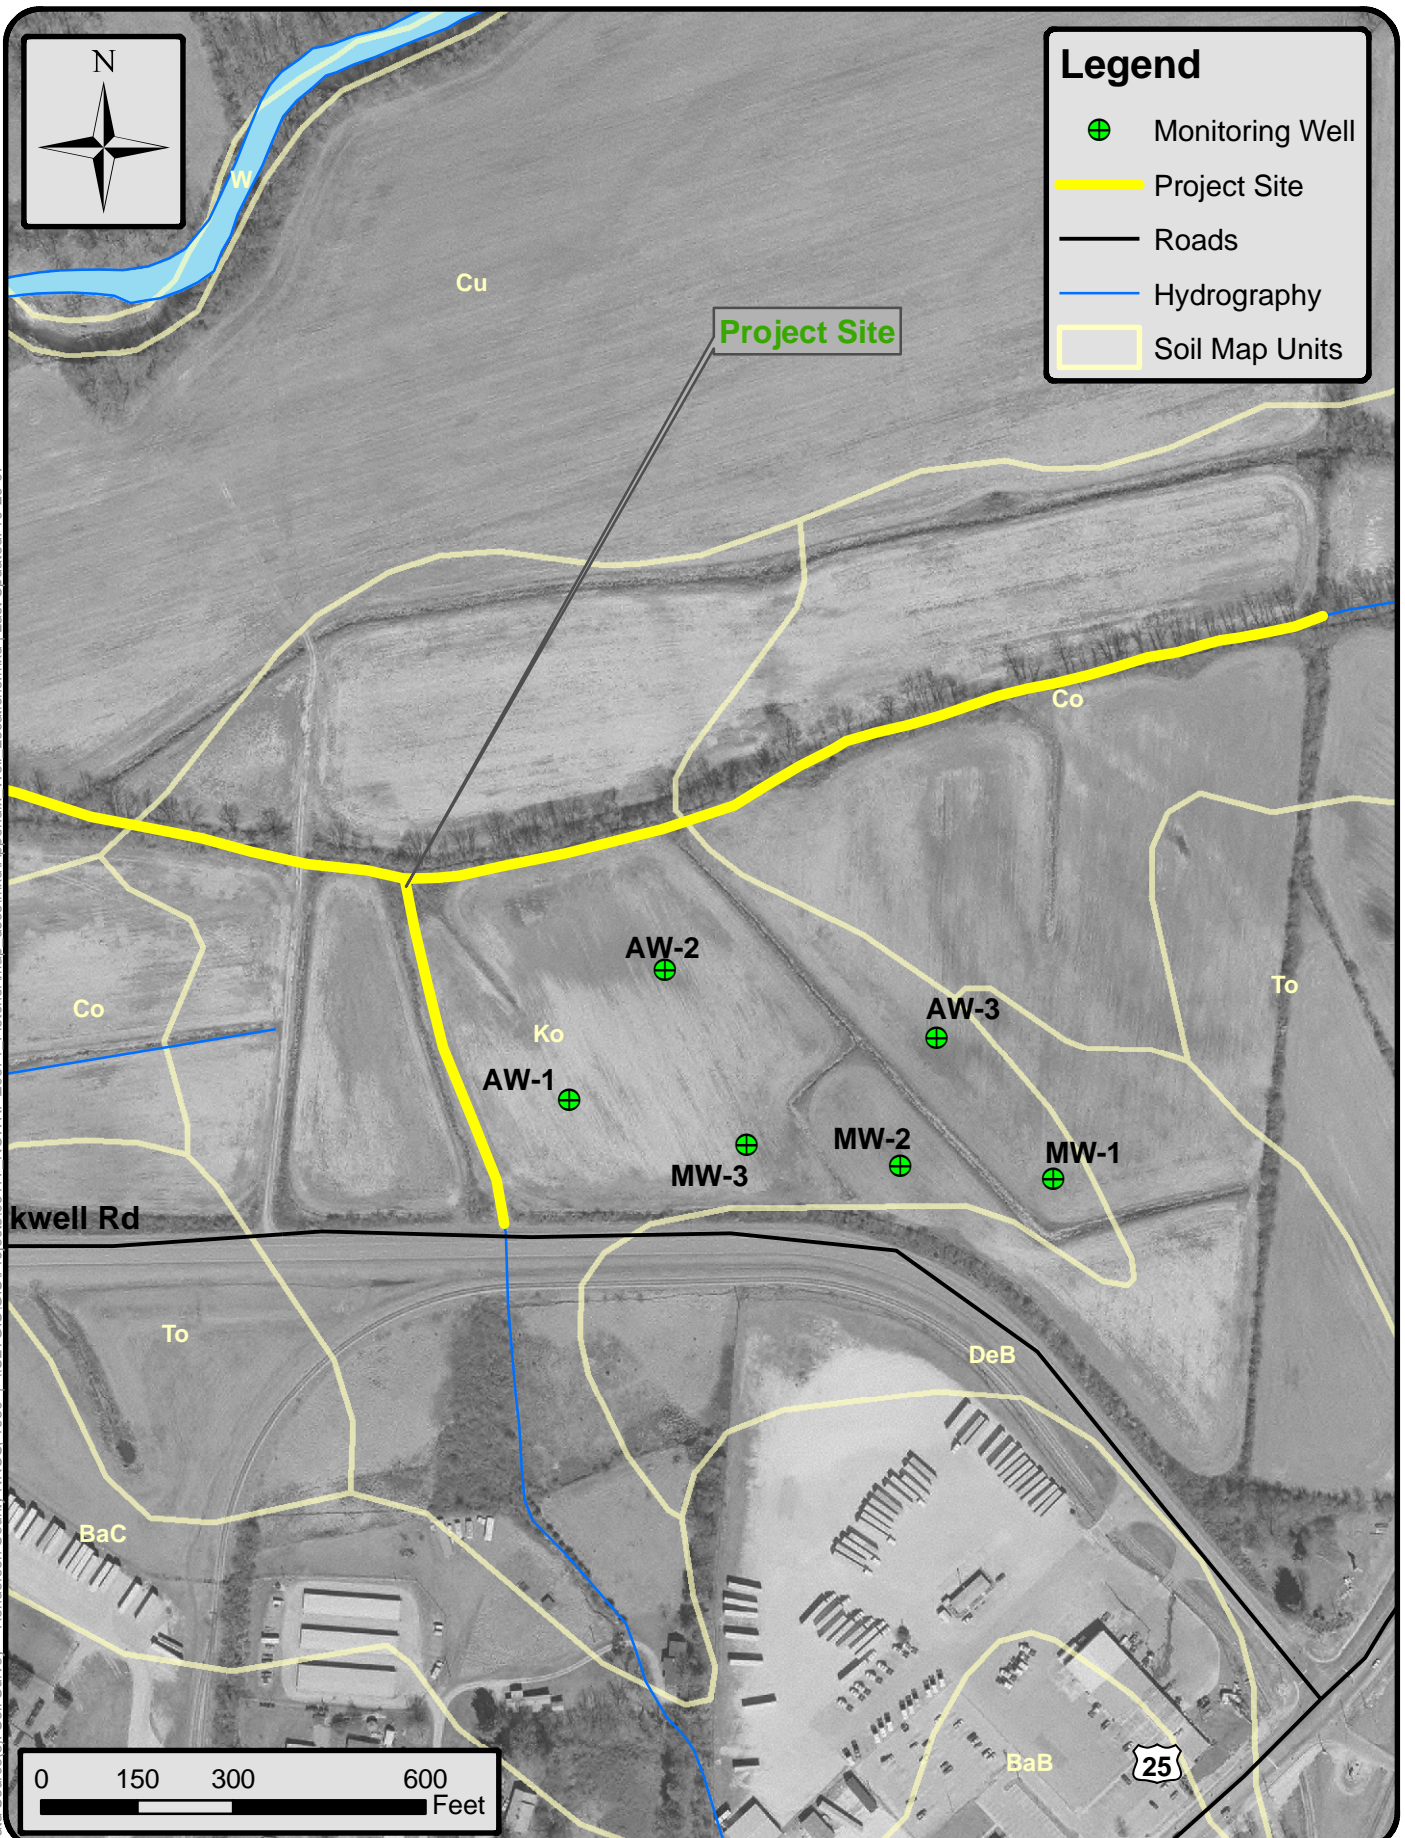 N
Legend
Monitoring Well
Project Site
Roads
Hydrography
Soil Map Units
W
Cu
Project Site
Co
AW-2
To
Co
AW-3
Ko
AW-1
MW-2
MW-1
MW-3
kwell Rd
To
DeB
BaC
BaB
25
0 150 300 600
Feet